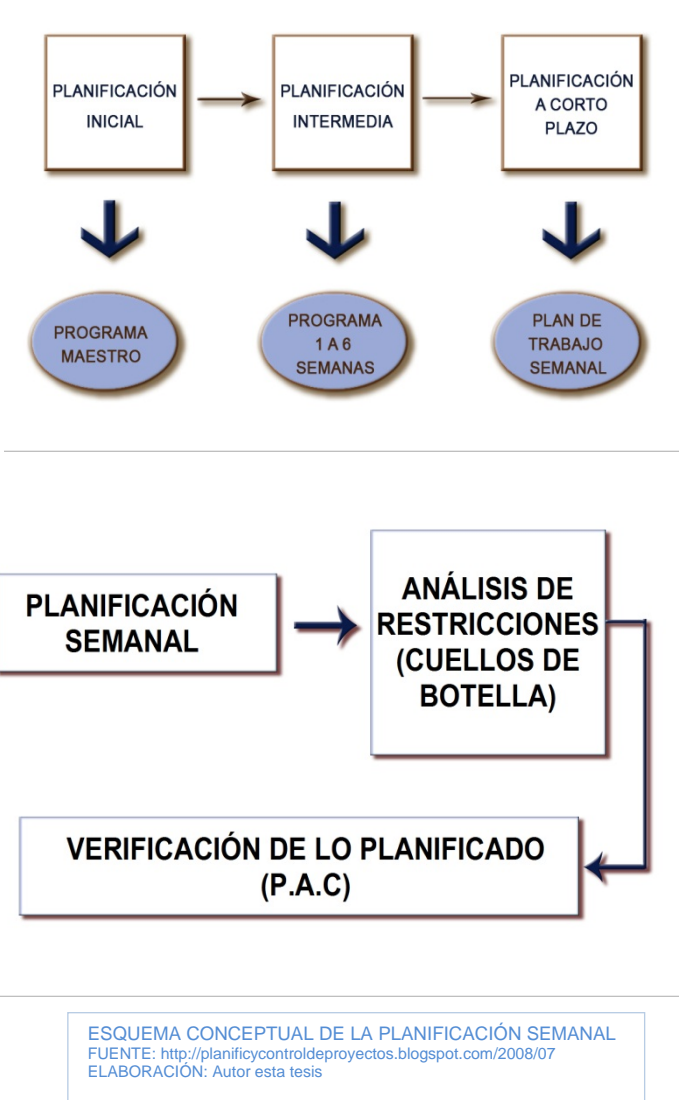 PLANIFICACIÓN
INICIAL
PLANIFICACIÓN
INTERMEDIA
PLANIFICACIÓN
A CORTO
PLAZO
PROGRAMA
MAESTRO
PROGRAMA
1 A 6
SEMANAS
PLAN DE
TRABAJO
SEMANAL
PLANIFICACIÓN
SEMANAL
ANÁLISIS DE
RESTRICCIONES
(CUELLOS DE
BOTELLA)
VERIFICACIÓN DE LO PLANIFICADO
(P.A.C)
ESQUEMA CONCEPTUAL DE LA PLANIFICACIÓN SEMANAL
FUENTE: http://planificycontroldeproyectos.blogspot.com/2008/07
ELABORACIÓN: Autor esta tesis